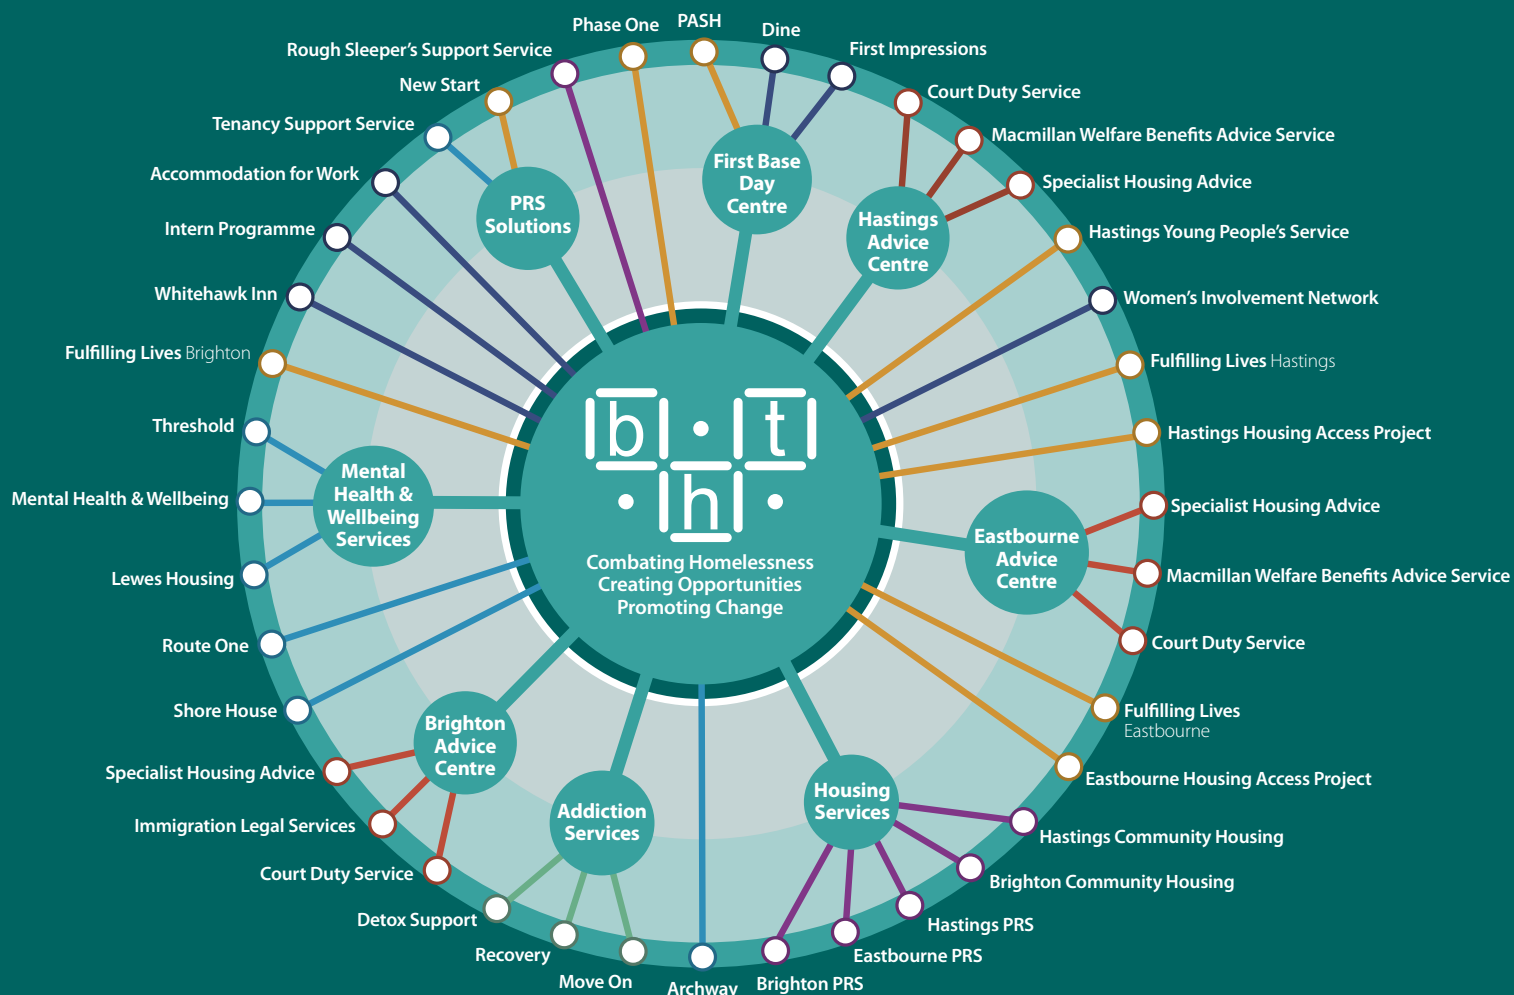 Phase One
PASH
Dine
Rough Sleeper’s Support Service
First Impressions
New Start
Court Duty Service
Tenancy Support Service
Macmillan Welfare Benefits Advice Service
Accommodation for Work
Specialist Housing Advice
Intern Programme
Hastings Young People’s Service
Whitehawk Inn
Women’s Involvement Network
Fulfilling Lives Brighton
Fulfilling Lives Hastings
Threshold
Hastings Housing Access Project
Mental Health & Wellbeing
Specialist Housing Advice
Lewes Housing
Macmillan Welfare Benefits Advice Service
Route One
Court Duty Service
Shore House
Fulfilling Lives
Eastbourne
Specialist Housing Advice
Eastbourne Housing Access Project
Immigration Legal Services
Hastings Community Housing
Court Duty Service
Brighton Community Housing
Detox Support
Hastings PRS
Recovery
Eastbourne PRS
Move On
Archway
Brighton PRS
PRS
Solutions
First Base
Day
Centre
Hastings
Advice
Centre
Mental
Health &
Wellbeing
Services
Eastbourne
Advice
Centre
Brighton
Advice
Centre
Addiction
Services
Housing
Services
b t
h
Combating Homelessness
Creating Opportunities
Promoting Change